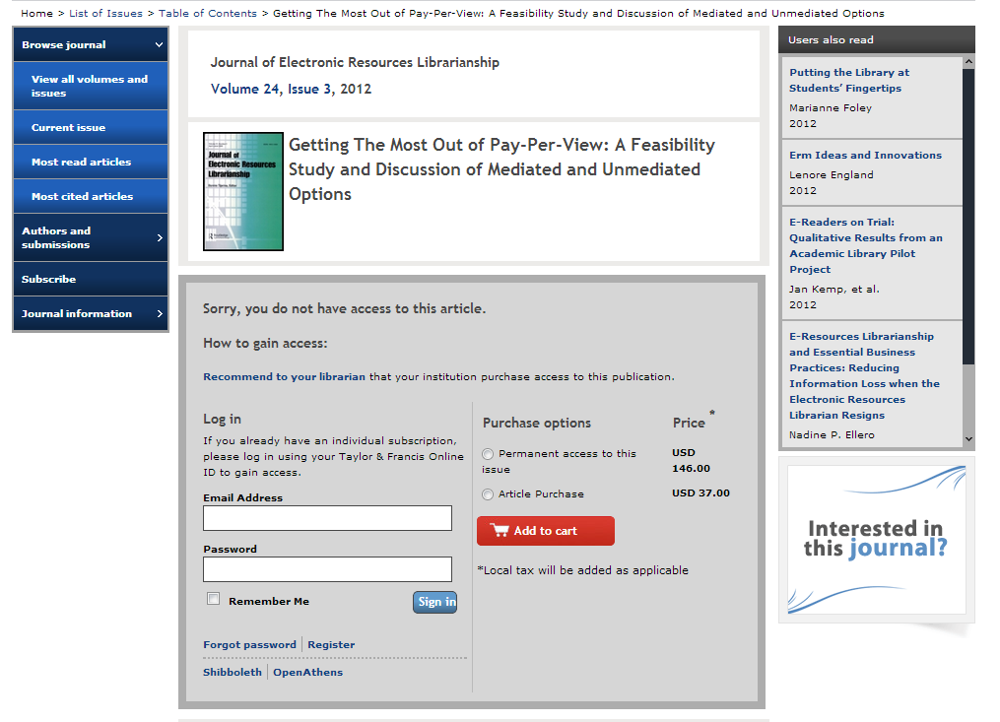 Home > List of Issues > Table of Contents > Getting The Most Out of Pay-Per-View: A Feasibility Study and Discussion of Mediated and Unmediated Options
Browse journal
View all volumes and
issues
Current issue
Most read articles
Most cited articles
Authors and
submissions
Subscribe
Journal information
Journal of Electronic Resources Librarianship
Volume 24, Issue 3, 2012
Journal of
Electronic Resources
Librarianship
Getting The Most Out of Pay-Per-View: A Feasibility
Study and Discussion of Mediated and Unmediated
Options
Sorry, you do not have access to this article.
How to gain access:
Recommend to your librarian that your institution purchase access to this publication.
Log in
If you already have an individual subscription,
please log in using your Taylor & Francis Online
ID to gain access.
Email Address
Password
Remember Me
Sign in
Forgot password
Register
Shibboleth
OpenAthens
Purchase options
Price *
Permanent access to this
issue
USD
146.00
Article Purchase
USD 37.00
Add to cart
*Local tax will be added as applicable
Users also read
Putting the Library at
Students’ Fingertips
Marianne Foley
2012
Erm Ideas and Innovations
Lenore England
2012
E-Readers on Trial:
Qualitative Results from an
Academic Library Pilot
Project
Jan Kemp, et al.
2012
E-Resources Librarianship
and Essential Business
Practices: Reducing
Information Loss when the
Electronic Resources
Librarian Resigns
Nadine P. Ellero
Interested in
this journal?